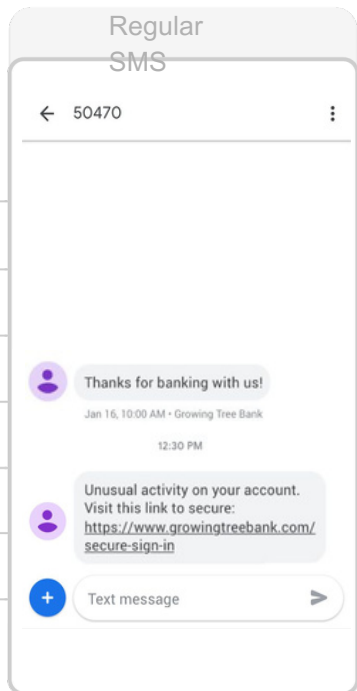 Regular
SMS
50470
Thanks for banking with us!
Jan 16, 10:00 AM • Growing Tree Bank
12:30 PM
Unusual activity on your account.
Visit this link to secure:
https://www.growingtreebank.com/
secure-sign-in
Text message